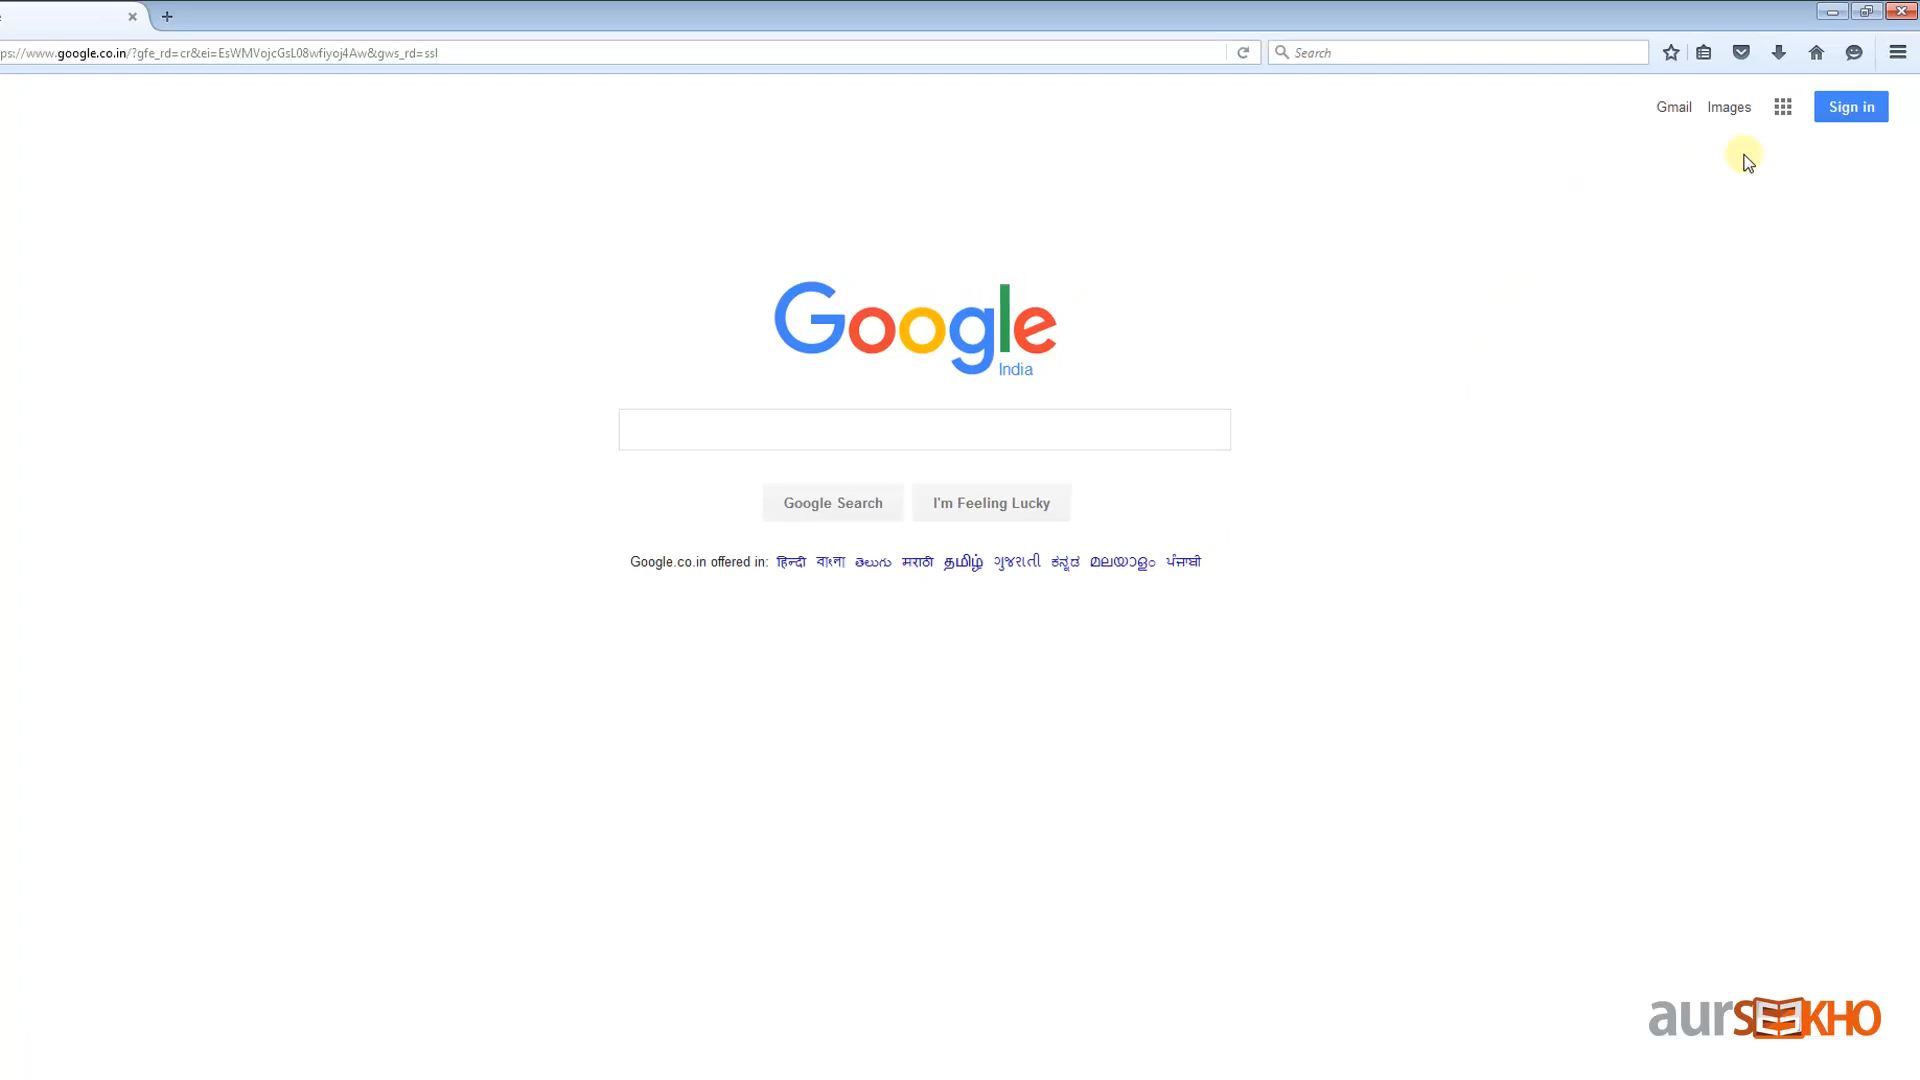 ps://www.google.co.in/?gfe_rd=cr&ei=EsWMVojcGsL08wfiyoj4Aw&gws_rd=ssl
Search
Gmail Images Sign in
Google
India
Google Search I'm Feeling Lucky
Google.co.in offered in: हिन्दी বাংলা తెలుగు मराठी தமிழ் ગુજરાતી ಕನ್ನಡ മലയാളം ਪੰਜਾਬੀ
aurSEEKHO